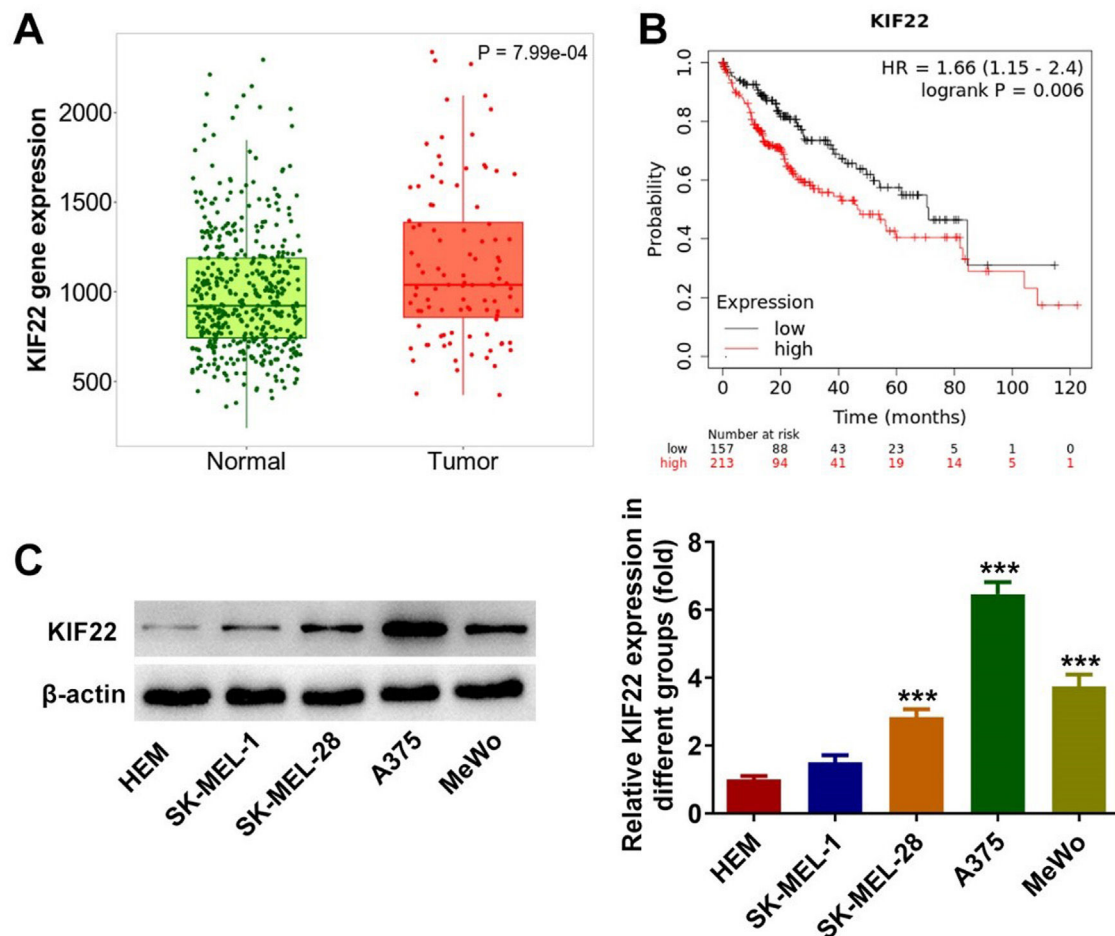 A
P = 7.99e-04
KIF22 gene expression
2000
1500
1000
500
Normal
Tumor
B
KIF22
HR = 1.66 (1.15 - 2.4)
logrank P = 0.006
Probability
1.0
0.8
0.6
0.4
0.2
0.0
Expression
low
high
0 20 40 60 80 100 120
Time (months)
Number at risk
low 157 88 43 23 5 1 0
high 213 94 41 19 14 5 1
C
KIF22
β-actin
HEM
SK-MEL-1
SK-MEL-28
A375
MeWo
Relative KIF22 expression in
different groups (fold)
8
6
4
2
0
***
***
***
HEM
SK-MEL-1
SK-MEL-28
A375
MeWo